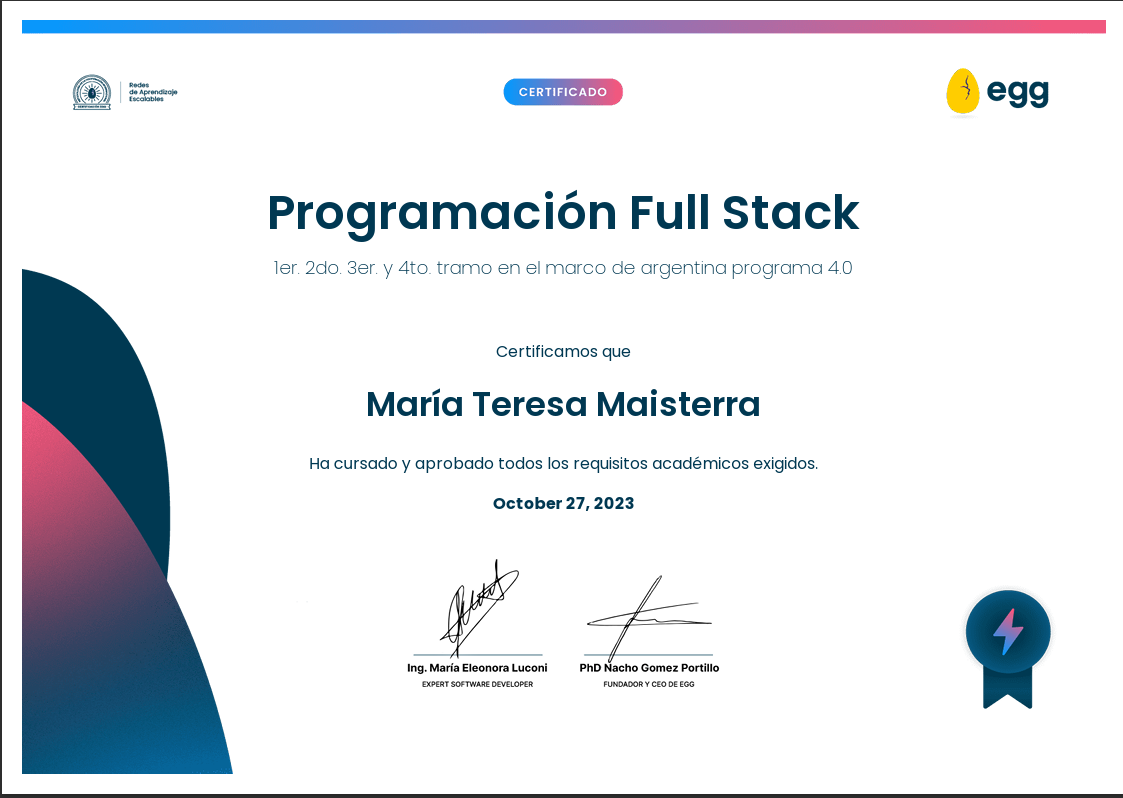 Redes
de Aprendizaje
Escalables
CERTIFICADO
egg
Programación Full Stack
1er. 2do. 3er. y 4to. tramo en el marco de argentina programa 4.0
Certificamos que
María Teresa Maisterra
Ha cursado y aprobado todos los requisitos académicos exigidos.
October 27, 2023
Ing. María Eleonora Luconi
EXPERT SOFTWARE DEVELOPER
PhD Nacho Gomez Portillo
FUNDADOR Y CEO DE EGG